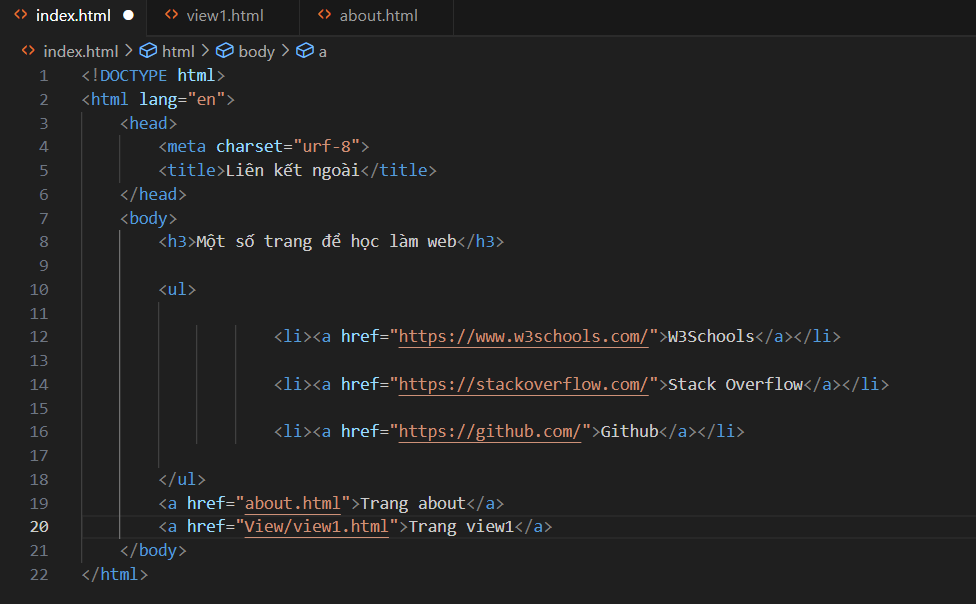 index.html view1.html about.html
index.html > html > body > a
1 <!DOCTYPE html>
2 <html lang="en">
3 <head>
4 <meta charset="urf-8">
5 <title>Liên kết ngoài</title>
6 </head>
7 <body>
8 <h3>Một số trang để học làm web</h3>
9
10 <ul>
11
12 <li><a href="https://www.w3schools.com/">W3Schools</a></li>
13
14 <li><a href="https://stackoverflow.com/">Stack Overflow</a></li>
15
16 <li><a href="https://github.com/">Github</a></li>
17
18 </ul>
19 <a href="about.html">Trang about</a>
20 <a href="View/view1.html">Trang view1</a>
21 </body>
22 </html>